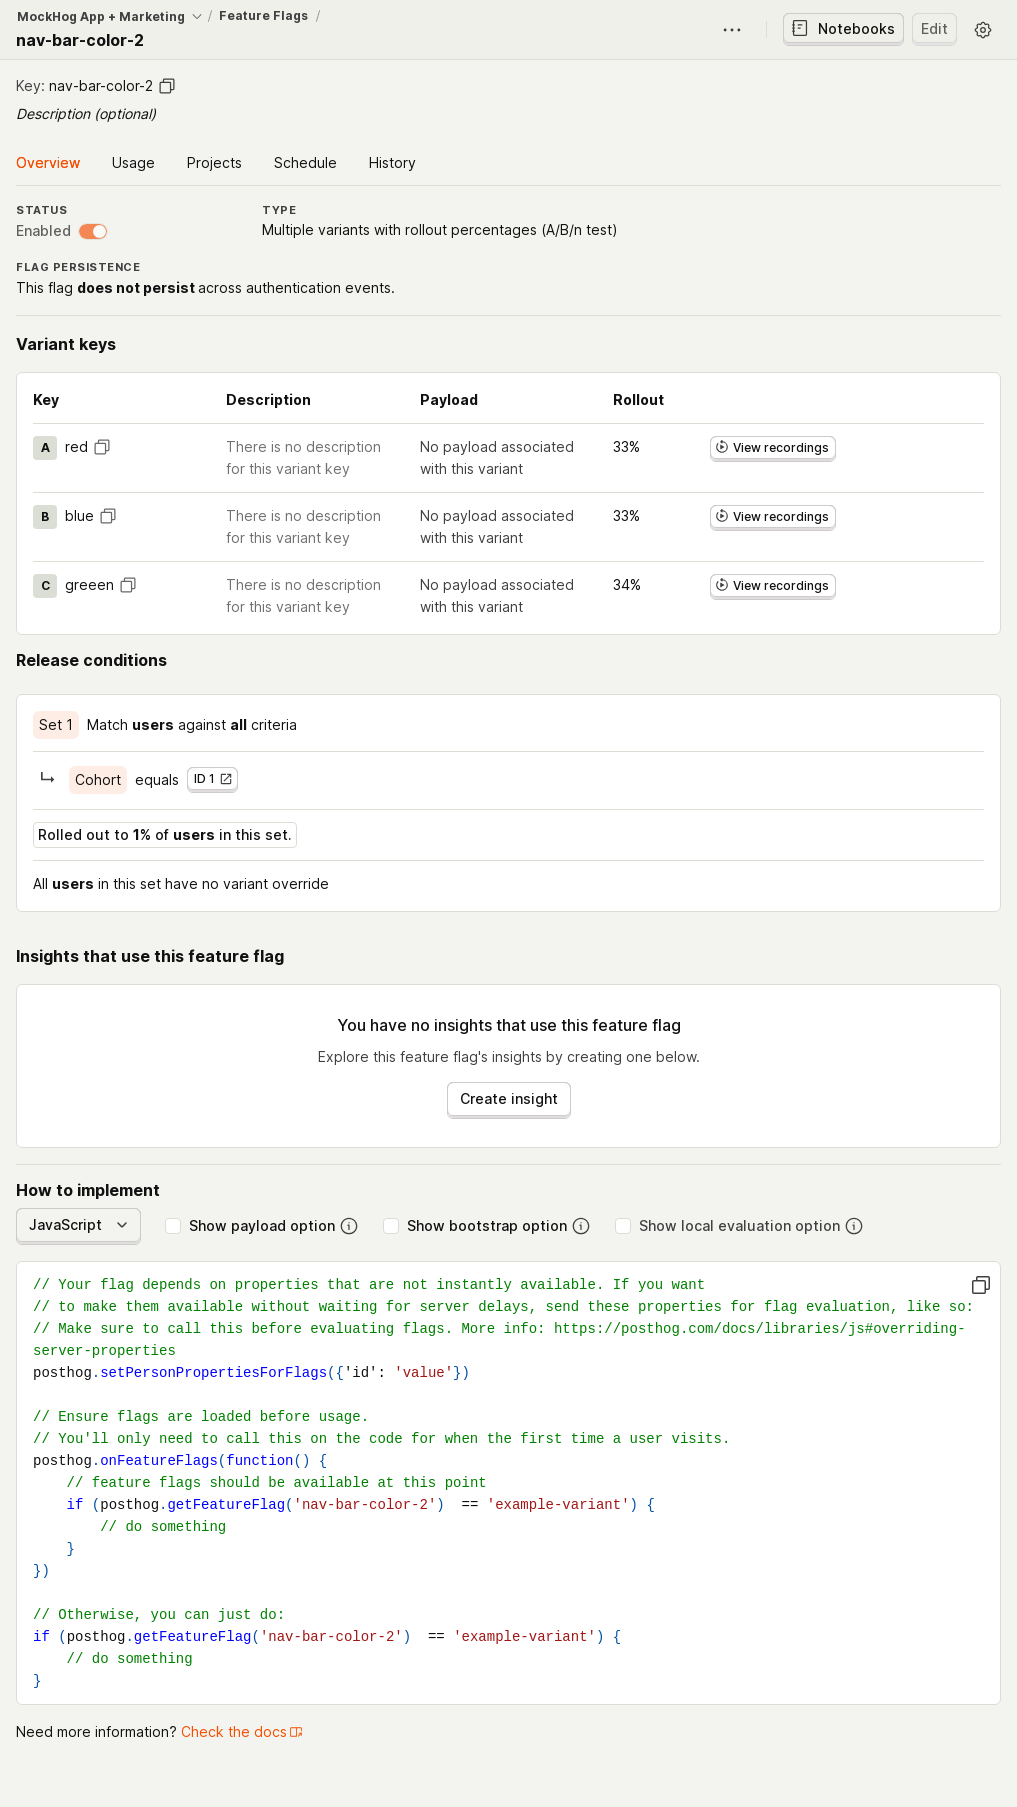 MockHog App + Marketing / Feature Flags /
nav-bar-color-2
Notebooks
Edit
Key: nav-bar-color-2
Description (optional)
Overview Usage Projects Schedule History
STATUS
Enabled
TYPE
Multiple variants with rollout percentages (A/B/n test)
FLAG PERSISTENCE
This flag does not persist across authentication events.
Variant keys
Key Description Payload Rollout
A red There is no description for this variant key No payload associated with this variant 33% View recordings
B blue There is no description for this variant key No payload associated with this variant 33% View recordings
C greeen There is no description for this variant key No payload associated with this variant 34% View recordings
Release conditions
Set 1 Match users against all criteria
Cohort equals ID 1
Rolled out to 1% of users in this set.
All users in this set have no variant override
Insights that use this feature flag
You have no insights that use this feature flag
Explore this feature flag's insights by creating one below.
Create insight
How to implement
JavaScript Show payload option Show bootstrap option Show local evaluation option
// Your flag depends on properties that are not instantly available. If you want
// to make them available without waiting for server delays, send these properties for flag evaluation, like so:
// Make sure to call this before evaluating flags. More info: https://posthog.com/docs/libraries/js#overriding-
server-properties
posthog.setPersonPropertiesForFlags({'id': 'value'})
// Ensure flags are loaded before usage.
// You'll only need to call this on the code for when the first time a user visits.
posthog.onFeatureFlags(function() {
    // feature flags should be available at this point
    if (posthog.getFeatureFlag('nav-bar-color-2')  == 'example-variant') {
        // do something
    }
})
// Otherwise, you can just do:
if (posthog.getFeatureFlag('nav-bar-color-2')  == 'example-variant') {
    // do something
}
Need more information? Check the docs